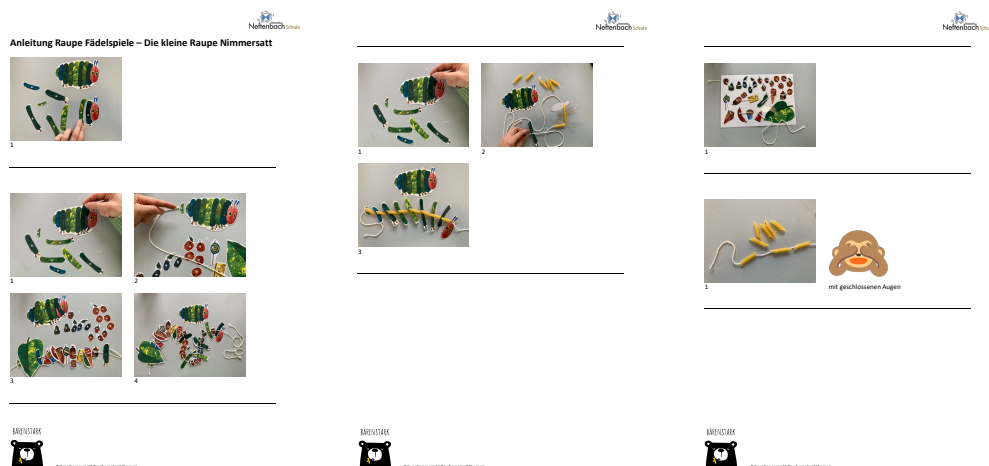 Nettenbach Schule
Anleitung Raupe Fädelspiele – Die kleine Raupe Nimmersatt
1
1
2
3
4
BÄRENSTARK
Nettenbach Schule
1
2
3
BÄRENSTARK
Nettenbach Schule
1
1
mit geschlossenen Augen
BÄRENSTARK